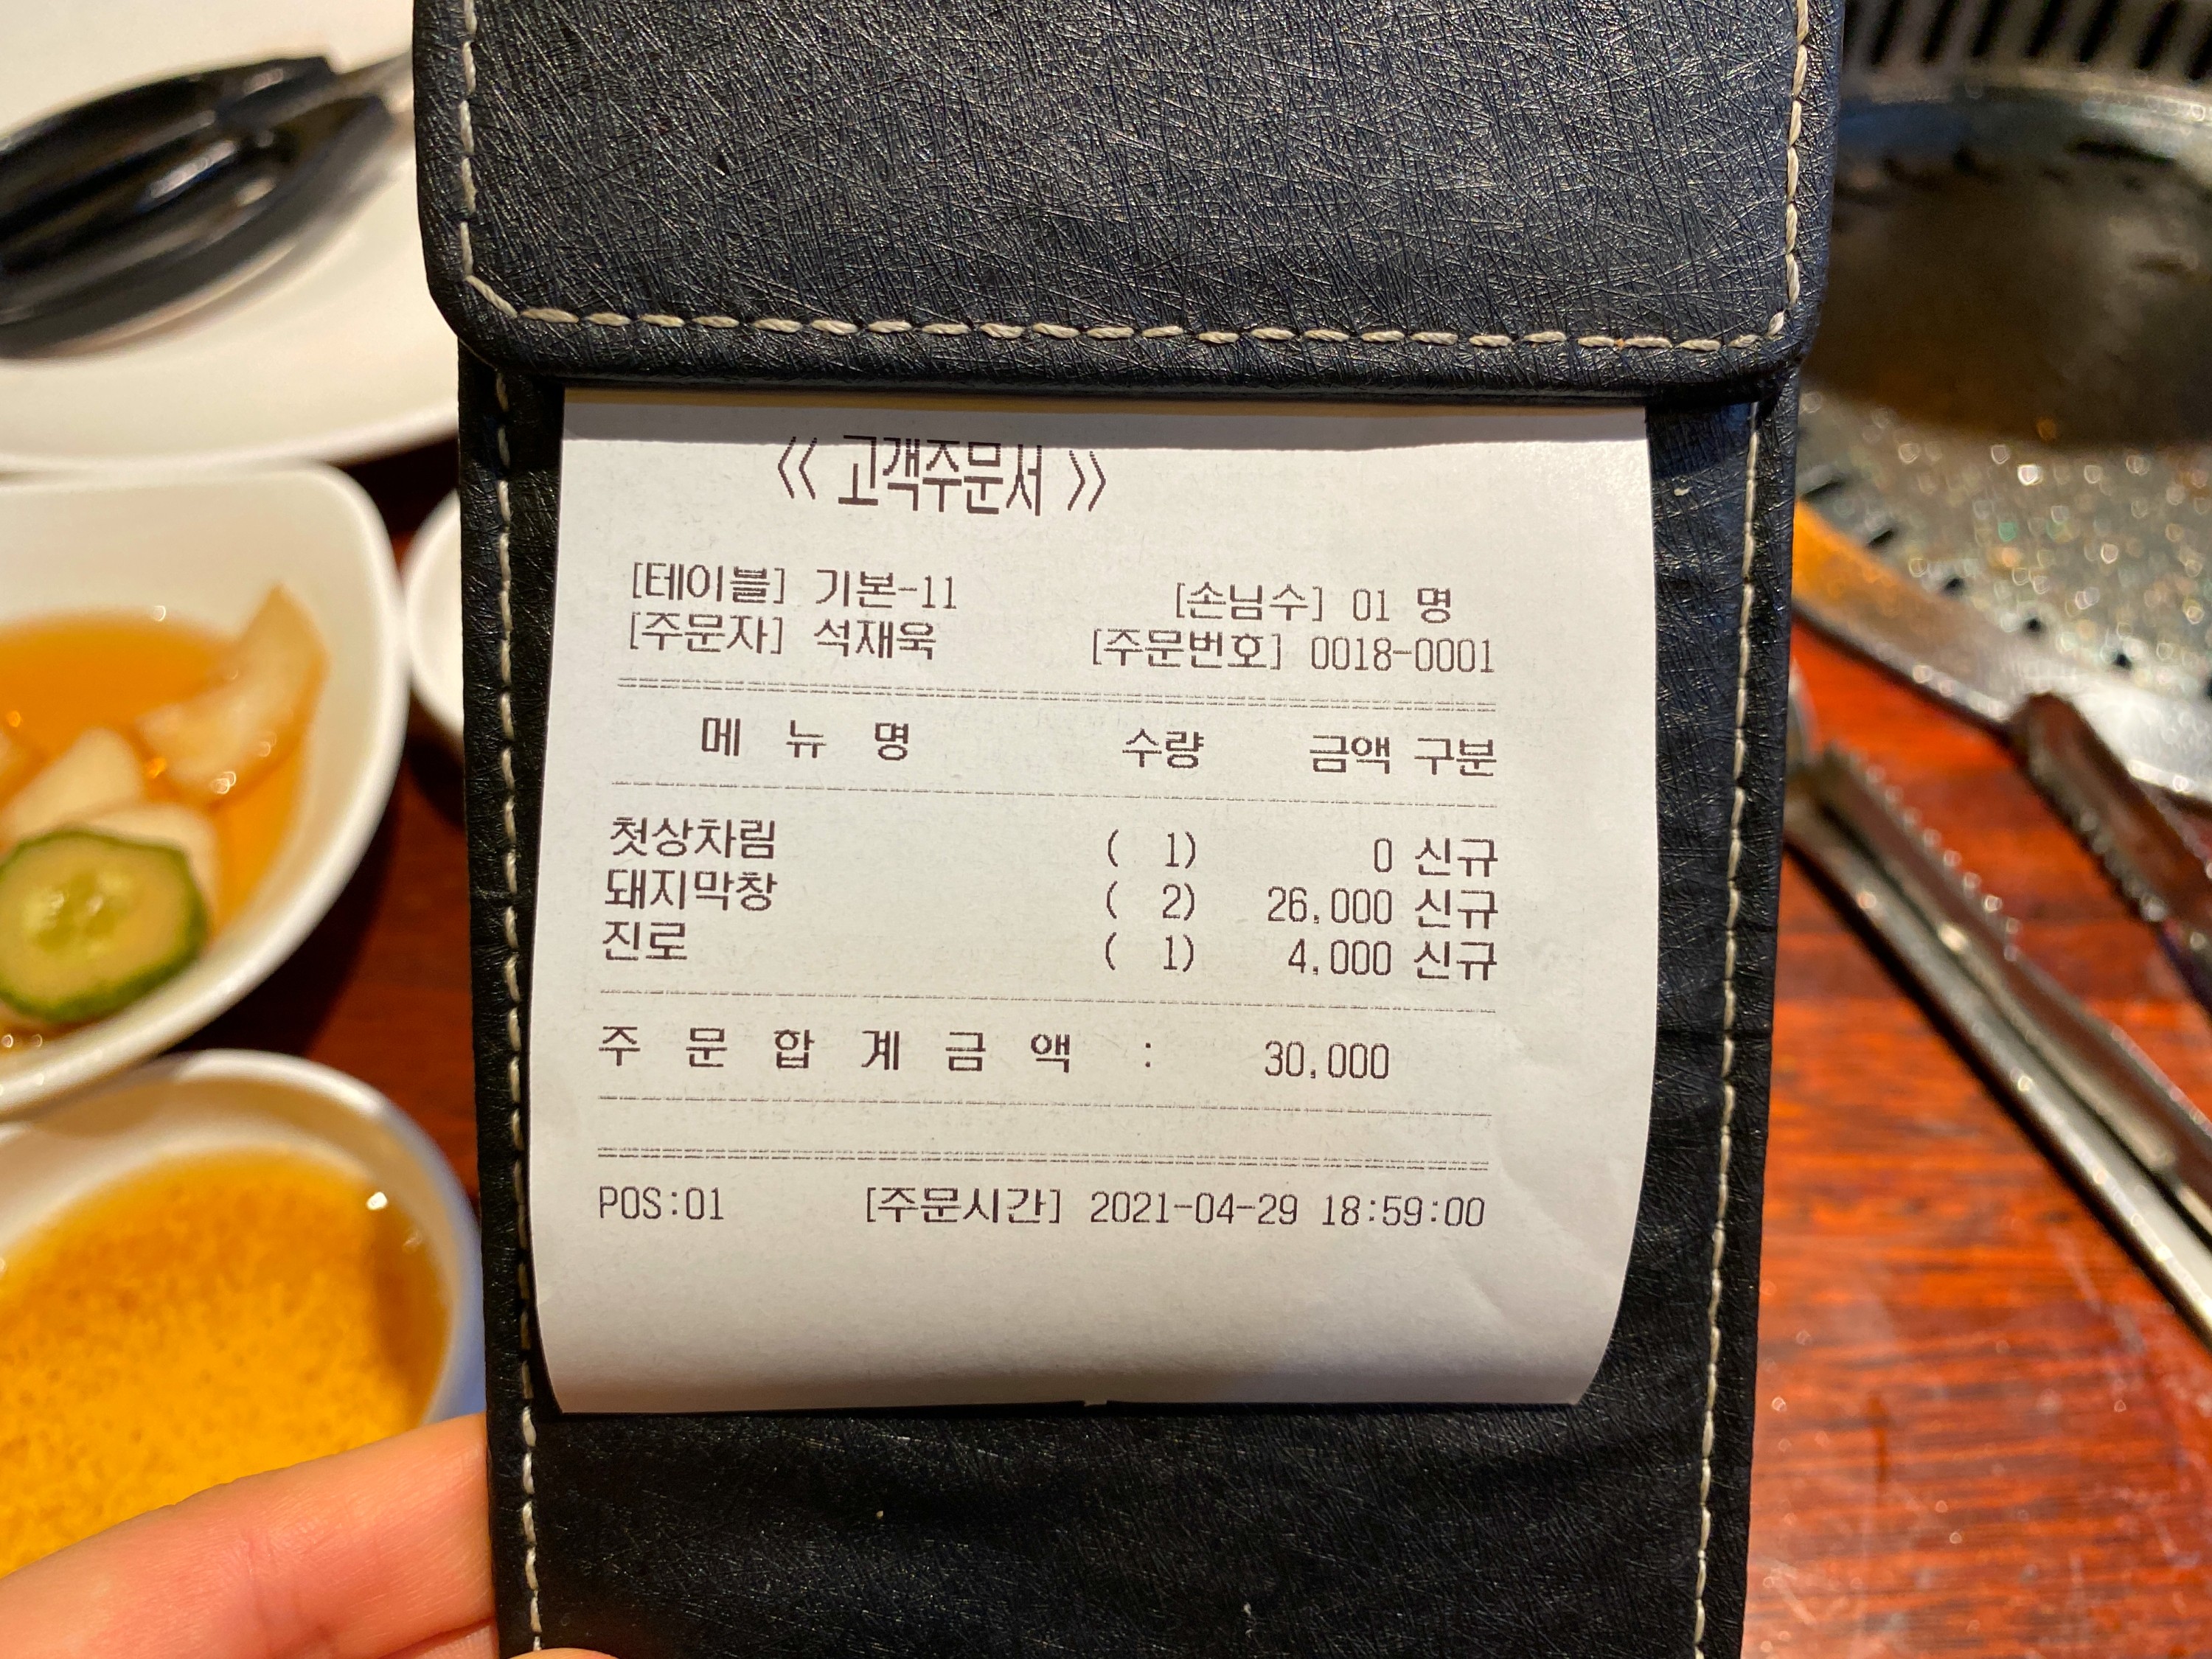 《 고객주문서 》
[테이블] 기본-11 [손님수] 01 명
[주문자] 석재욱 [주문번호] 0018-0001
메 뉴 명 수량 금액 구분
첫상차림 ( 1) 0 신규
돼지막창 ( 2) 26,000 신규
진로 ( 1) 4,000 신규
주 문 합 계 금 액 : 30,000
POS:01 [주문시간] 2021-04-29 18:59:00